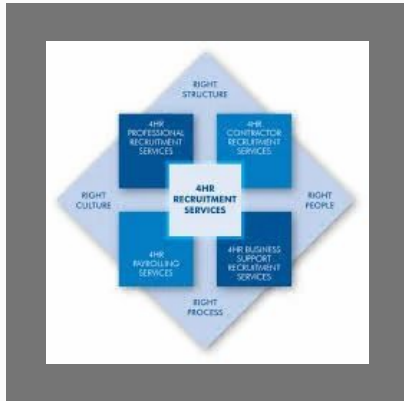 RIGHT
STRUCTURE
4HR
PROFESSIONAL
RECRUITMENT
SERVICES
4HR
CONTRACTOR
RECRUITMENT
SERVICES
RIGHT
CULTURE
4HR
RECRUITMENT
SERVICES
RIGHT
PEOPLE
4HR
PAYROLLING
SERVICES
4HR BUSINESS
SUPPORT
RECRUITMENT
SERVICES
RIGHT
PROCESS